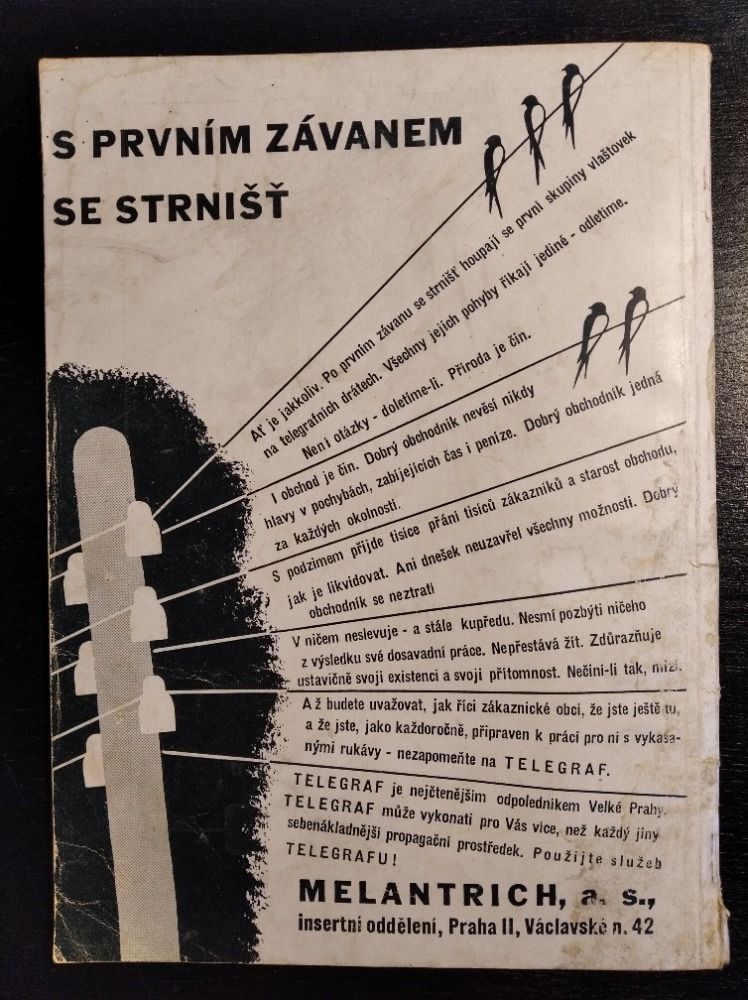 S PRVNÍM ZÁVANEM
SE STRNIŠŤ
Ať je jakkoliv. Po prvním závanu se strnišť houpají se první skupiny vlaštovek
na telegrafních drátech. Všechny jejich pohyby říkají jediné - odletíme.
Není otázky - doletíme-li. Příroda je čin.
I obchod je čin. Dobrý obchodník nevěsí nikdy
hlavy v pochybách, zabíjejících čas i peníze. Dobrý obchodník jedná
za každých okolností.
S podzimem přijde tisíce přání tisíců zákazníků a starost obchodu,
jak je likvidovat. Ani dnešek neuzavřel všechny možnosti. Dobrý
obchodník se neztratí
V ničem neslevuje - a stále kupředu. Nesmí pozbýti ničeho
z výsledku své dosavadní práce. Nepřestává žít. Zdůrazňuje
ustavičně svoji existenci a svoji přítomnost. Nečiní-li tak, mizí.
Až budete uvažovat, jak říci zákaznické obci, že jste ještě tu,
a že jste, jako každoročně, připraven k práci pro ni s vykasa-
nými rukávy - nezapomeňte na TELEGRAF.
TELEGRAF je nejčtenějším odpoledníkem Velké Prahy.
TELEGRAF může vykonati pro Vás více, než každý jiný
sebenákladnější propagační prostředek. Použijte služeb
TELEGRAFU!
MELANTRICH, a. s.,
insertní oddělení, Praha II, Václavské n. 42